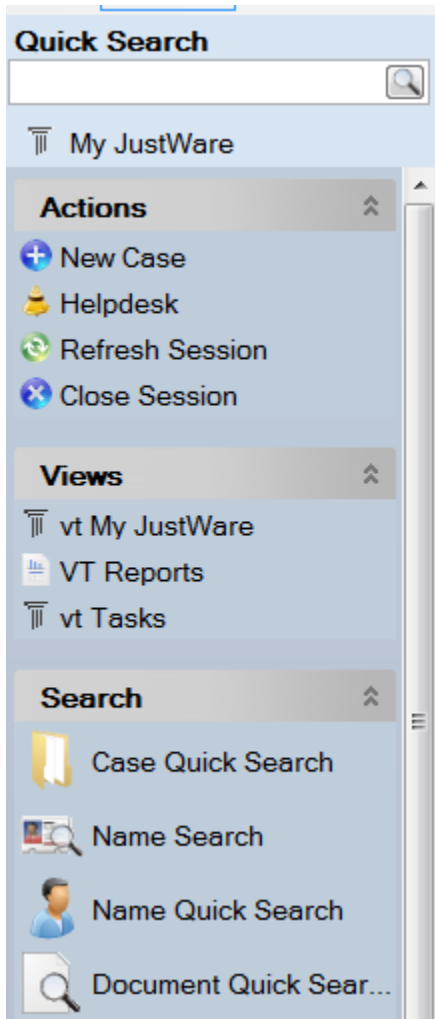 Quick Search
My JustWare
Actions
New Case
Helpdesk
Refresh Session
Close Session
Views
vt My JustWare
VT Reports
vt Tasks
Search
Case Quick Search
Name Search
Name Quick Search
Document Quick Sear...